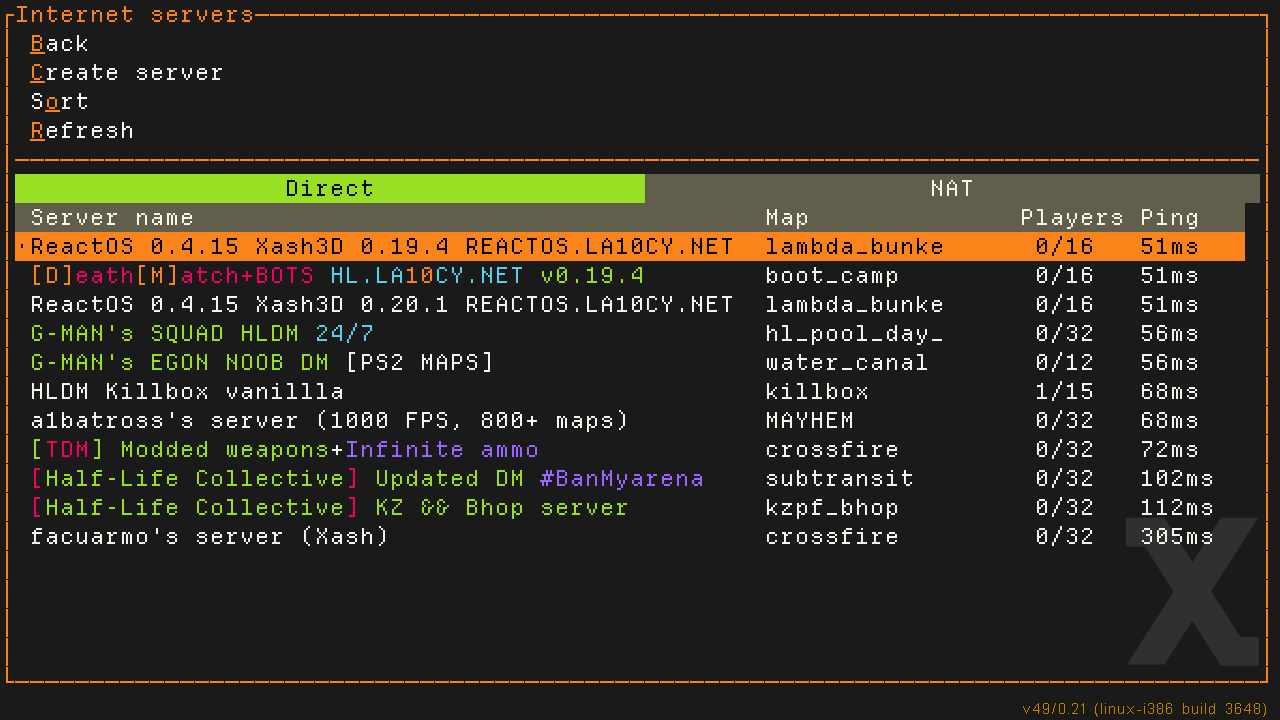 Internet servers
Back
Create server
Sort
Refresh
Direct NAT
Server name Map Players Ping
ReactOS 0.4.15 Xash3D 0.19.4 REACTOS.LA10CY.NET lambda_bunke 0/16 51ms
[D]eath[M]atch+BOTS HL.LA10CY.NET v0.19.4 boot_camp 0/16 51ms
ReactOS 0.4.15 Xash3D 0.20.1 REACTOS.LA10CY.NET lambda_bunke 0/16 51ms
G-MAN's SQUAD HLDM 24/7 hl_pool_day_ 0/32 56ms
G-MAN's EGON NOOB DM [PS2 MAPS] water_canal 0/12 56ms
HLDM Killbox vanillla killbox 1/15 68ms
a1batross's server (1000 FPS, 800+ maps) MAYHEM 0/32 68ms
[TDM] Modded weapons+Infinite ammo crossfire 0/32 72ms
[Half-Life Collective] Updated DM #BanMyarena subtransit 0/32 102ms
[Half-Life Collective] KZ && Bhop server kzpf_bhop 0/32 112ms
facuarmo's server (Xash) crossfire 0/32 305ms
v49/0.21 (linux-i386 build 3648)